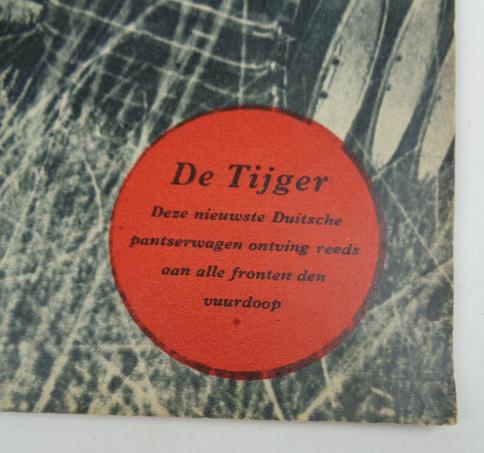 De Tijger
Deze nieuwste Duitsche
pantserwagen ontving reeds
aan alle fronten den
vuurdoop